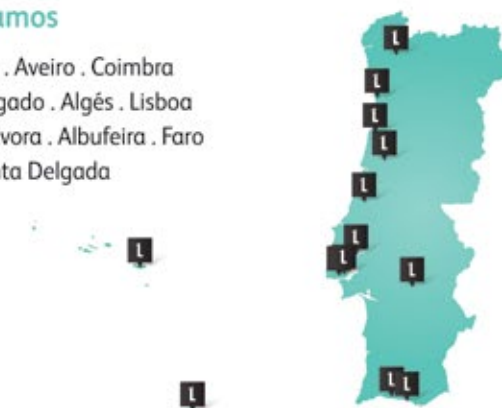 amos
. Aveiro . Coimbra
gado . Algés . Lisboa
vora . Albufeira . Faro
ta Delgada